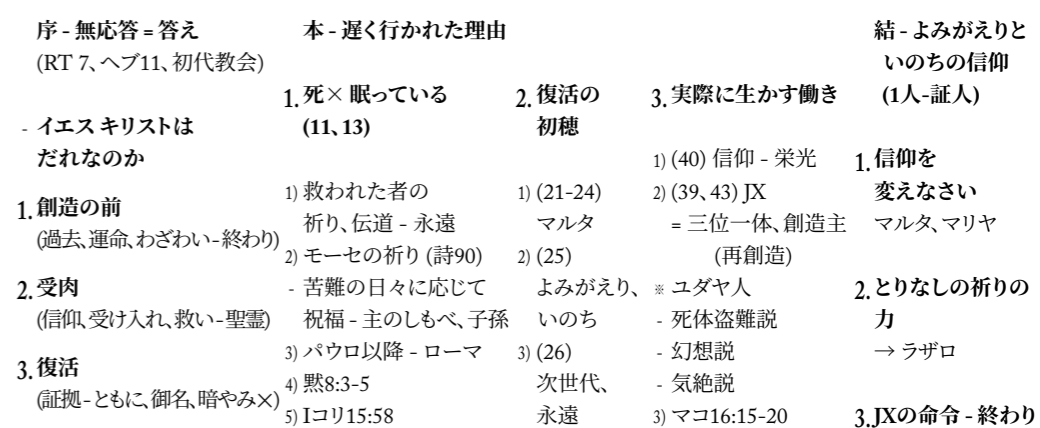 序 - 無応答 = 答え
(RT 7、ヘブ11、初代教会)
- イエス キリストは
だれなのか
1. 創造の前
(過去、運命、わざわい - 終わり)
2. 受肉
(信仰、受け入れ、救い - 聖霊)
3. 復活
(証拠 - ともに、御名、暗やみ×)
本 - 遅く行かれた理由
1. 死× 眠っている
(11、13)
1) 救われた者の
祈り、伝道 - 永遠
2) モーセの祈り (詩90)
- 苦難の日々に応じて
祝福 - 主のしもべ、子孫
3) パウロ以降 - ローマ
4) 黙8:3-5
5) Iコリ15:58
2. 復活の
初穂
1) (21-24)
マルタ
2) (25)
よみがえり、
いのち
3) (26)
次世代、
永遠
3. 実際に生かす働き
1) (40) 信仰 - 栄光
2) (39、43) JX
= 三位一体、創造主
(再創造)
※ ユダヤ人
- 死体盗難説
- 幻想説
- 気絶説
3) マコ16:15-20
結 - よみがえりと
いのちの信仰
(1人-証人)
1. 信仰を
変えなさい
マルタ、マリヤ
2. とりなしの祈りの
力
→ ラザロ
3. JXの命令 - 終わり